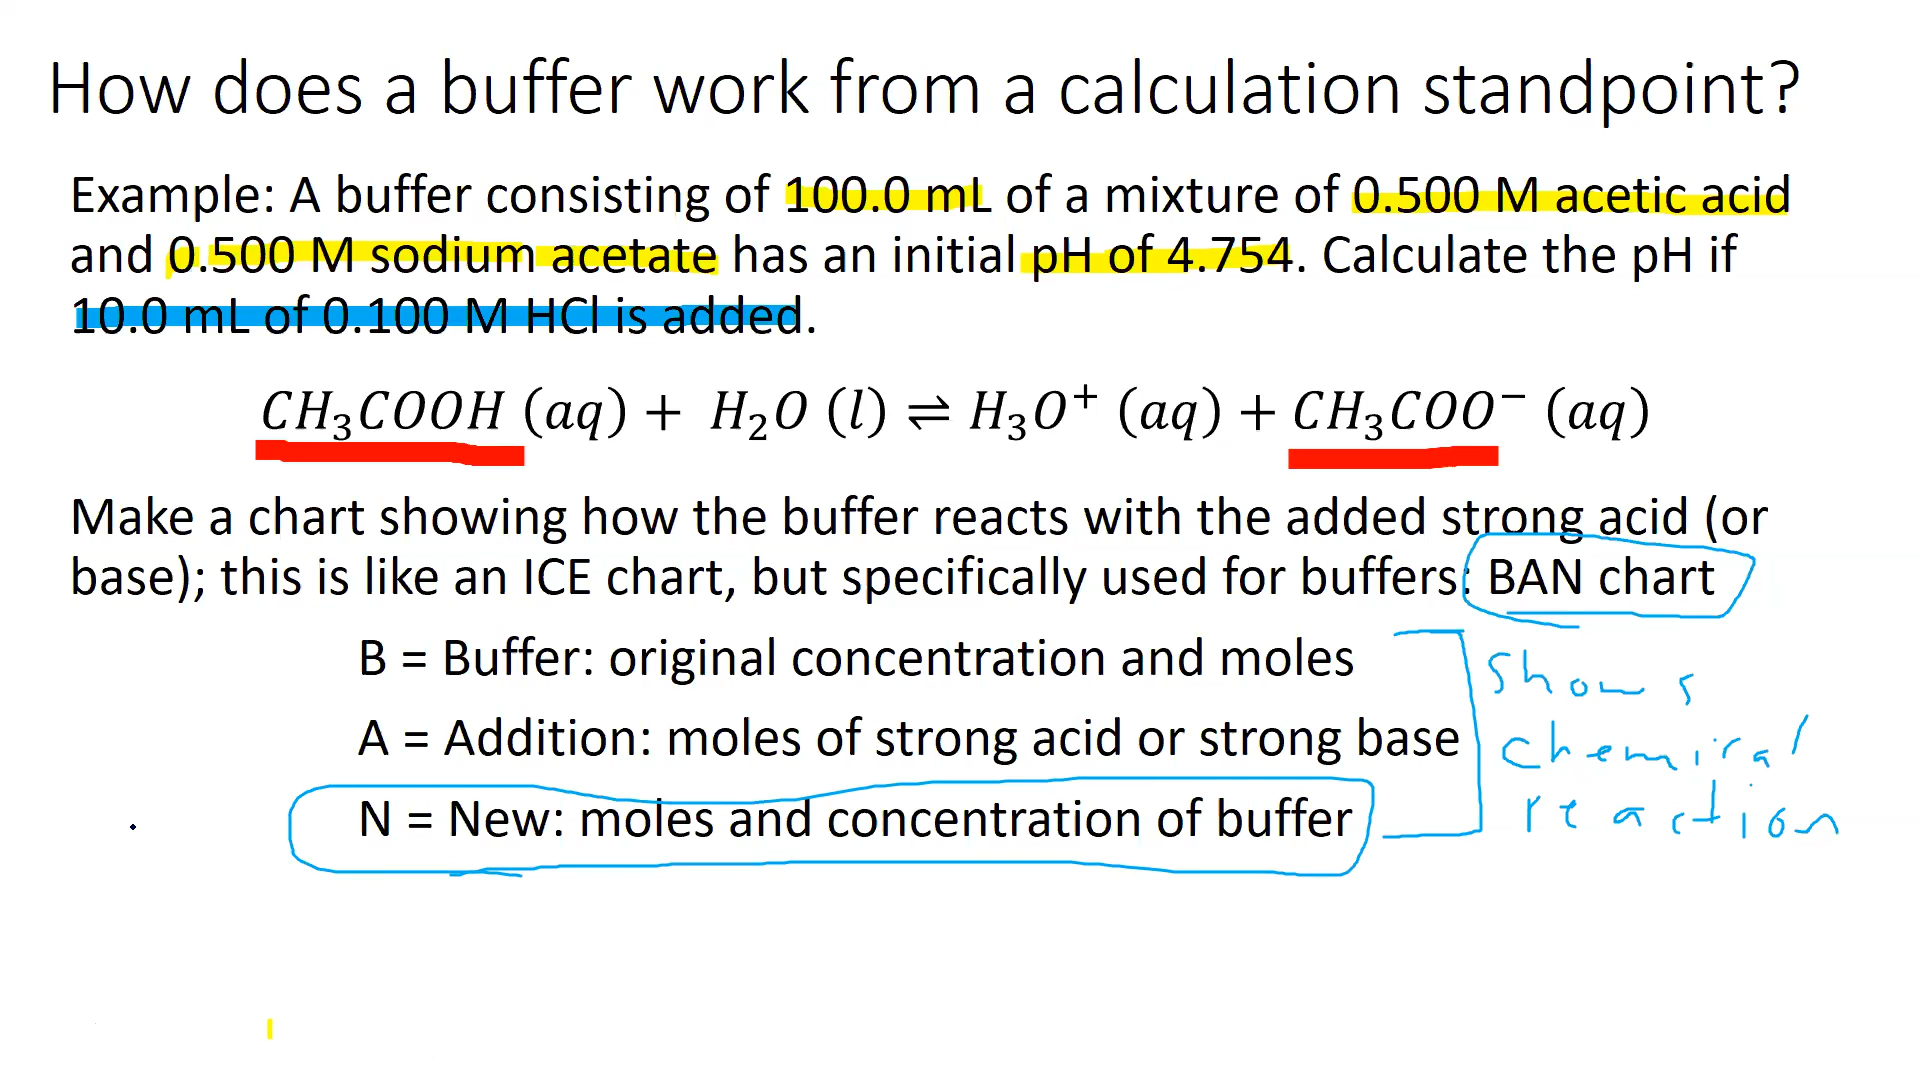 How does a buffer work from a calculation standpoint?
Example: A buffer consisting of 100.0 mL of a mixture of 0.500 M acetic acid
and 0.500 M sodium acetate has an initial pH of 4.754. Calculate the pH if
10.0 mL of 0.100 M HCl is added.
CH₃COOH (aq) + H₂O (l) ⇌ H₃O⁺ (aq) + CH₃COO⁻ (aq)
Make a chart showing how the buffer reacts with the added strong acid (or
base); this is like an ICE chart, but specifically used for buffers: BAN chart
B = Buffer: original concentration and moles
A = Addition: moles of strong acid or strong base
N = New: moles and concentration of buffer
shows
chemical
reaction